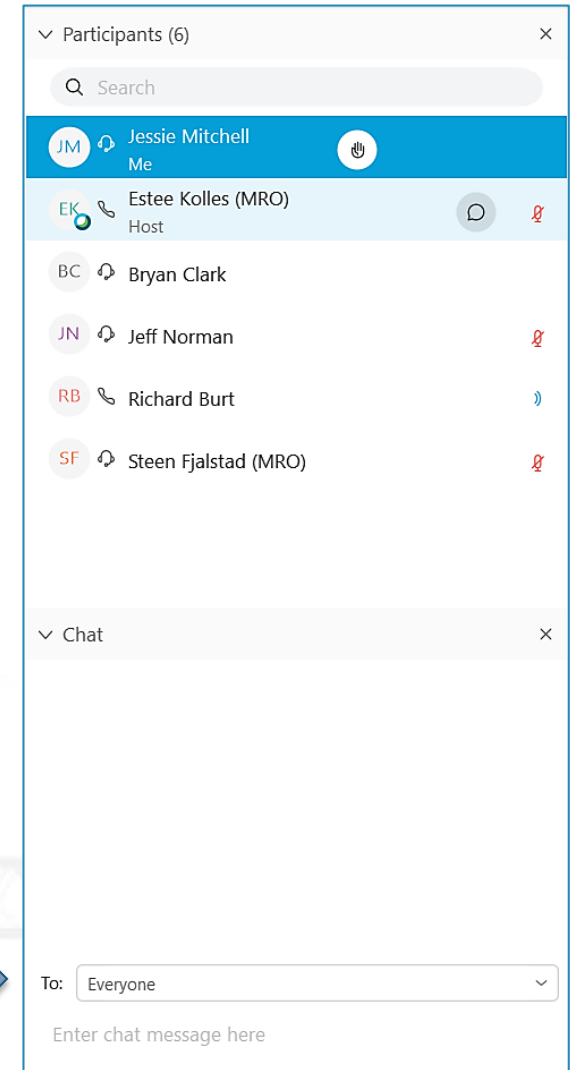 Participants (6)
Search
JM Jessie Mitchell
Me
EK Estee Kolles (MRO)
Host
BC Bryan Clark
JN Jeff Norman
RB Richard Burt
SF Steen Fjalstad (MRO)
Chat
To: Everyone
Enter chat message here